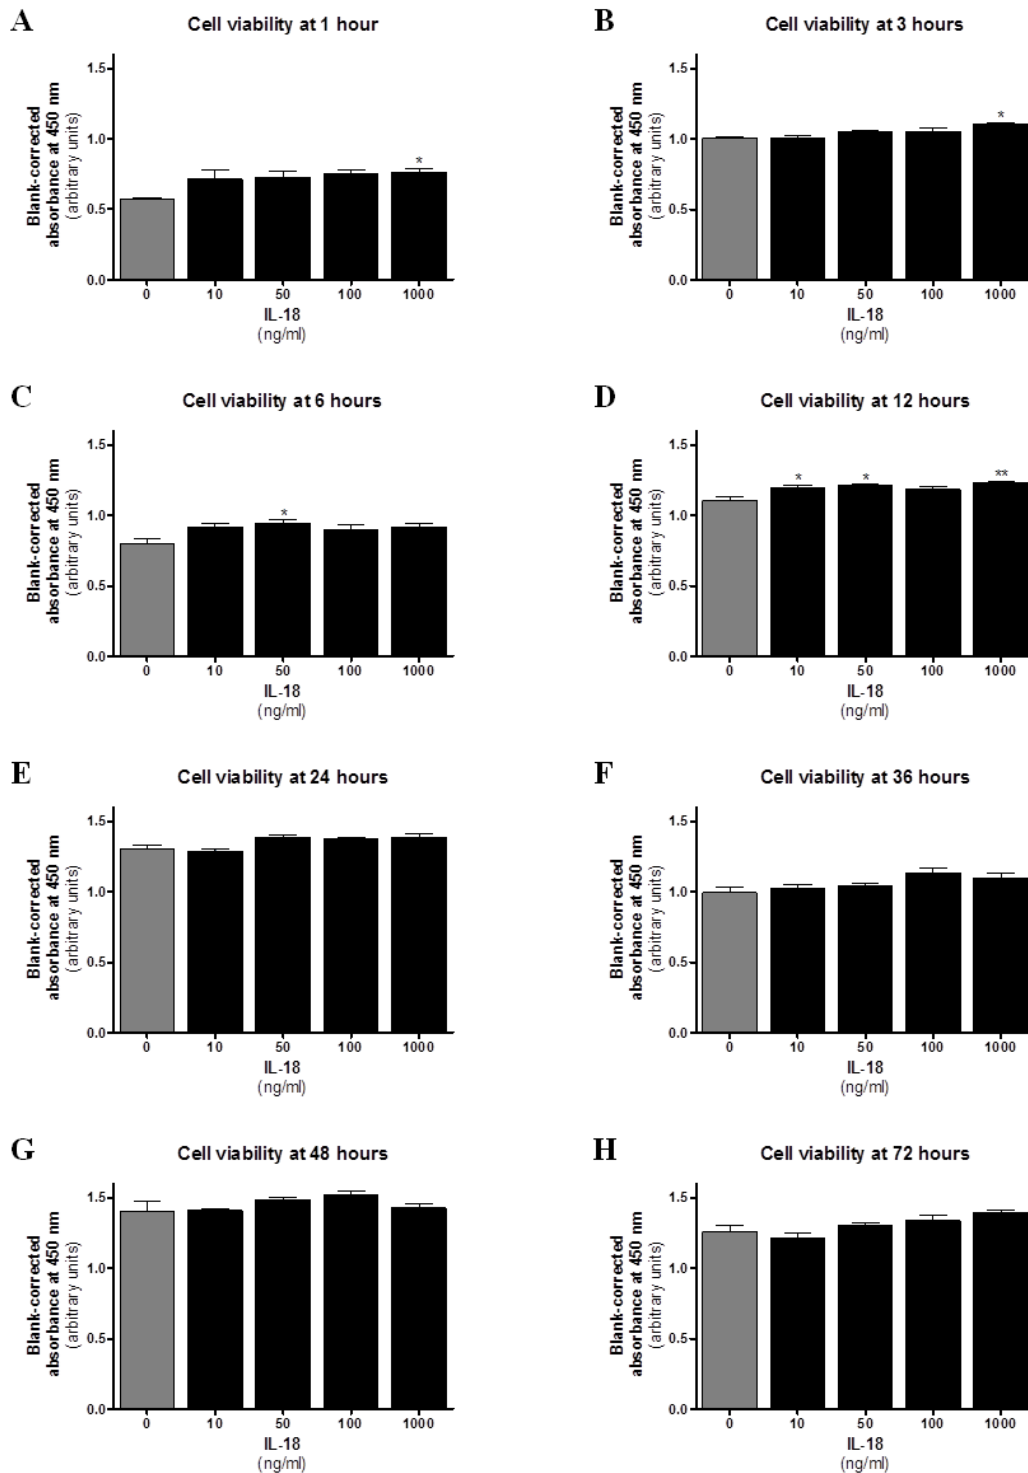 A
Cell viability at 1 hour
Blank-corrected
absorbance at 450 nm
(arbitrary units)
1.5
1.0
0.5
0.0
*
0 10 50 100 1000
IL-18
(ng/ml)
B
Cell viability at 3 hours
Blank-corrected
absorbance at 450 nm
(arbitrary units)
1.5
1.0
0.5
0.0
*
0 10 50 100 1000
IL-18
(ng/ml)
C
Cell viability at 6 hours
Blank-corrected
absorbance at 450 nm
(arbitrary units)
1.5
1.0
0.5
0.0
*
0 10 50 100 1000
IL-18
(ng/ml)
D
Cell viability at 12 hours
Blank-corrected
absorbance at 450 nm
(arbitrary units)
1.5
1.0
0.5
0.0
* * **
0 10 50 100 1000
IL-18
(ng/ml)
E
Cell viability at 24 hours
Blank-corrected
absorbance at 450 nm
(arbitrary units)
1.5
1.0
0.5
0.0
0 10 50 100 1000
IL-18
(ng/ml)
F
Cell viability at 36 hours
Blank-corrected
absorbance at 450 nm
(arbitrary units)
1.5
1.0
0.5
0.0
0 10 50 100 1000
IL-18
(ng/ml)
G
Cell viability at 48 hours
Blank-corrected
absorbance at 450 nm
(arbitrary units)
1.5
1.0
0.5
0.0
0 10 50 100 1000
IL-18
(ng/ml)
H
Cell viability at 72 hours
Blank-corrected
absorbance at 450 nm
(arbitrary units)
1.5
1.0
0.5
0.0
0 10 50 100 1000
IL-18
(ng/ml)